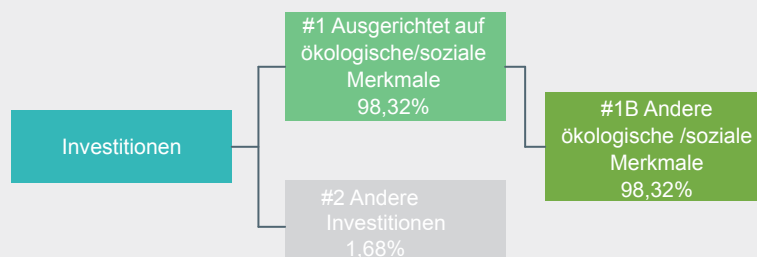 #1 Ausgerichtet auf
ökologische/soziale
Merkmale
98,32%
#1B Andere
ökologische /soziale
Merkmale
98,32%
Investitionen
#2 Andere
Investitionen
1.68%